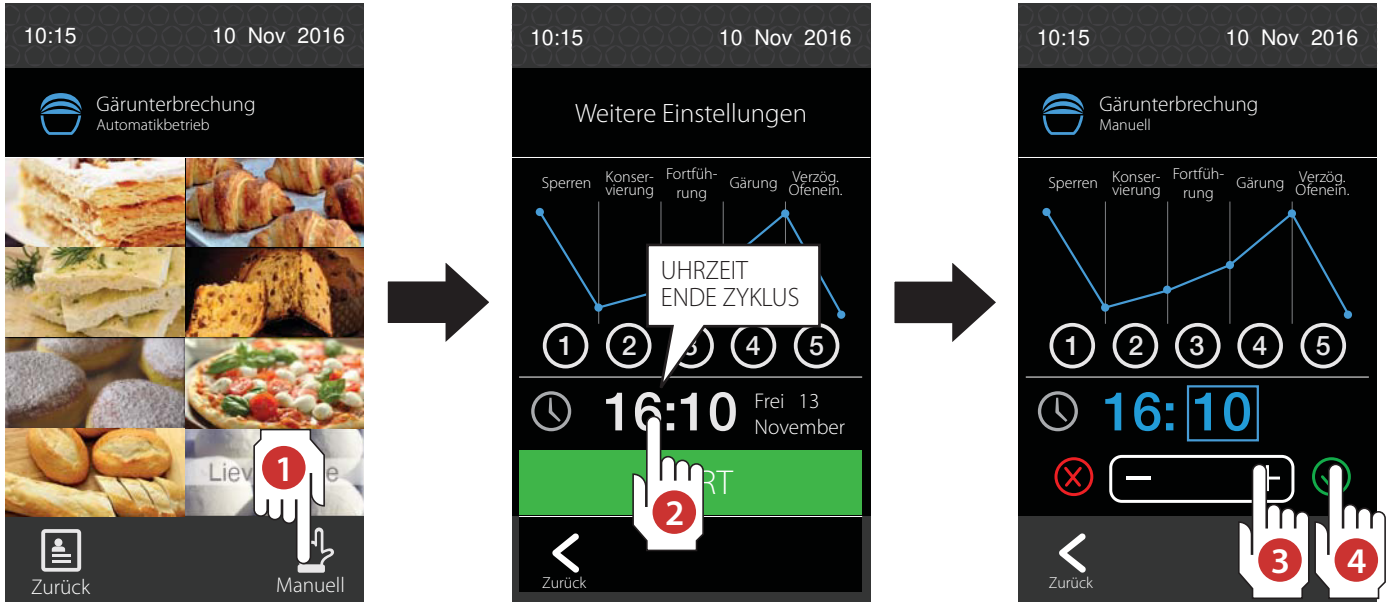 10:15 10 Nov 2016
Gärunterbrechung
Automatikbetrieb
1
Zurück Manuell
10:15 10 Nov 2016
Weitere Einstellungen
Sperren Konser-vierung Fortfüh-rung Gärung Verzög. Ofenein.
UHRZEIT
ENDE ZYKLUS
1 2 3 4 5
16:10 Frei 13
November
2
Zurück
10:15 10 Nov 2016
Gärunterbrechung
Manuell
Sperren Konser-vierung Fortfüh-rung Gärung Verzög. Ofenein.
1 2 3 4 5
16: 10
3 4
Zurück